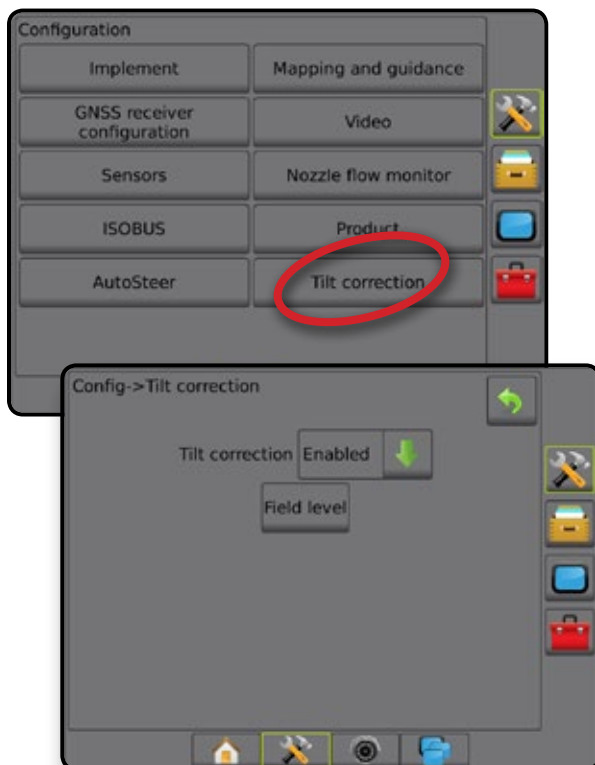 Configuration
Implement
Mapping and guidance
GNSS receiver
configuration
Video
Sensors
Nozzle flow monitor
ISOBUS
Product
AutoSteer
Tilt correction
Config->Tilt correction
Tilt correction Enabled
Field level